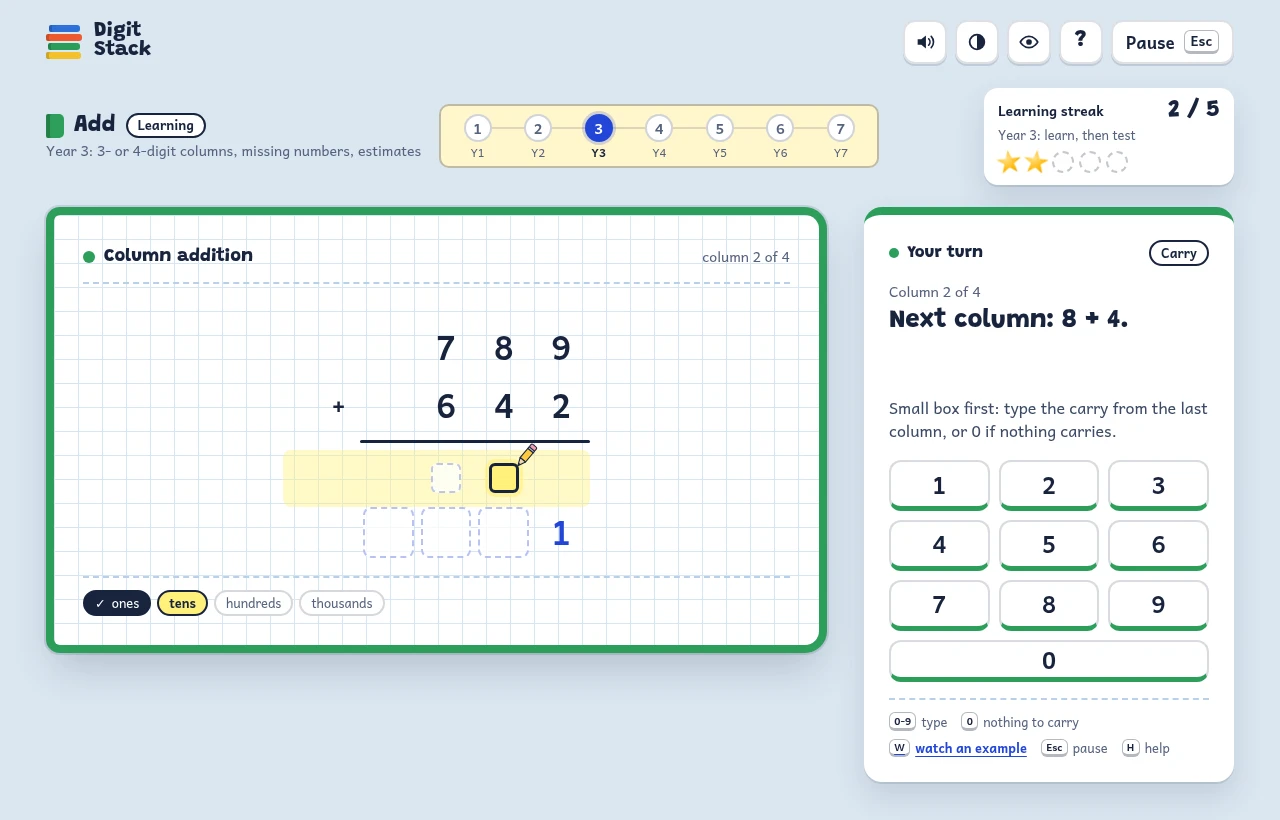 Digit
Stack
?
Pause Esc
Add Learning
Year 3: 3- or 4-digit columns, missing numbers, estimates
1 2 3 4 5 6 7
Y1 Y2 Y3 Y4 Y5 Y6 Y7
Learning streak 2 / 5
Year 3: learn, then test
Column addition column 2 of 4
7 8 9
+ 6 4 2
1
✓ ones tens hundreds thousands
Your turn Carry
Column 2 of 4
Next column: 8 + 4.
Small box first: type the carry from the last
column, or 0 if nothing carries.
1 2 3
4 5 6
7 8 9
0
0-9 type 0 nothing to carry
W watch an example Esc pause H help